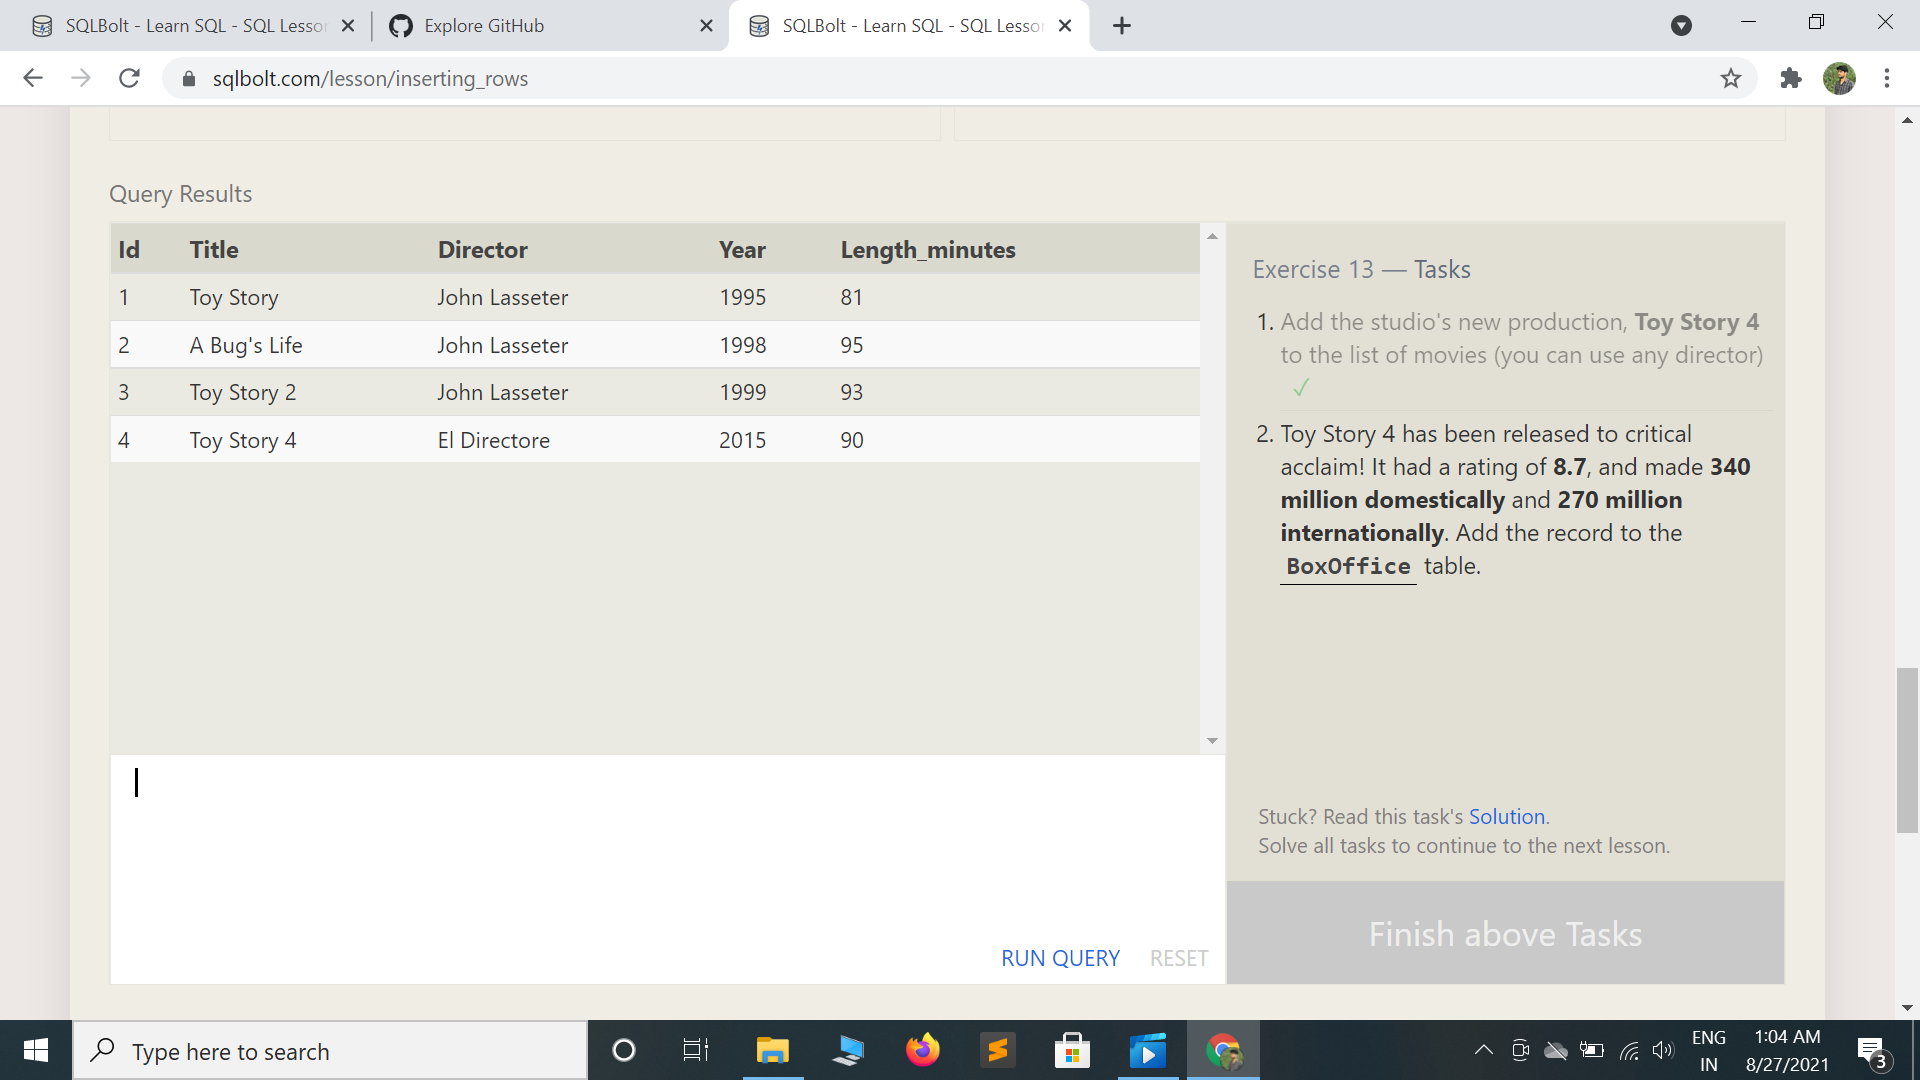 SQLBolt - Learn SQL - SQL Lesson
Explore GitHub
SQLBolt - Learn SQL - SQL Lesson
sqlbolt.com/lesson/inserting_rows
Query Results
Id Title Director Year Length_minutes
1 Toy Story John Lasseter 1995 81
2 A Bug's Life John Lasseter 1998 95
3 Toy Story 2 John Lasseter 1999 93
4 Toy Story 4 El Directore 2015 90
RUN QUERY RESET
Exercise 13 — Tasks
1. Add the studio's new production, Toy Story 4
to the list of movies (you can use any director)
✓
2. Toy Story 4 has been released to critical
acclaim! It had a rating of 8.7, and made 340
million domestically and 270 million
internationally. Add the record to the
BoxOffice table.
Stuck? Read this task's Solution.
Solve all tasks to continue to the next lesson.
Finish above Tasks
Type here to search
ENG
IN
1:04 AM
8/27/2021
3